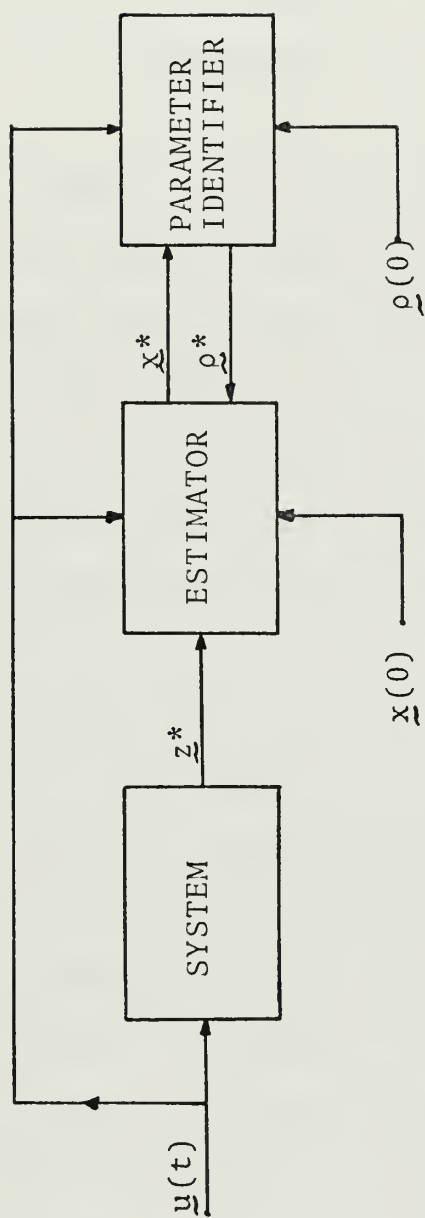 u(t)
SYSTEM
z*
ESTIMATOR
x(0)
x*
ρ*
PARAMETER
IDENTIFIER
ρ(0)